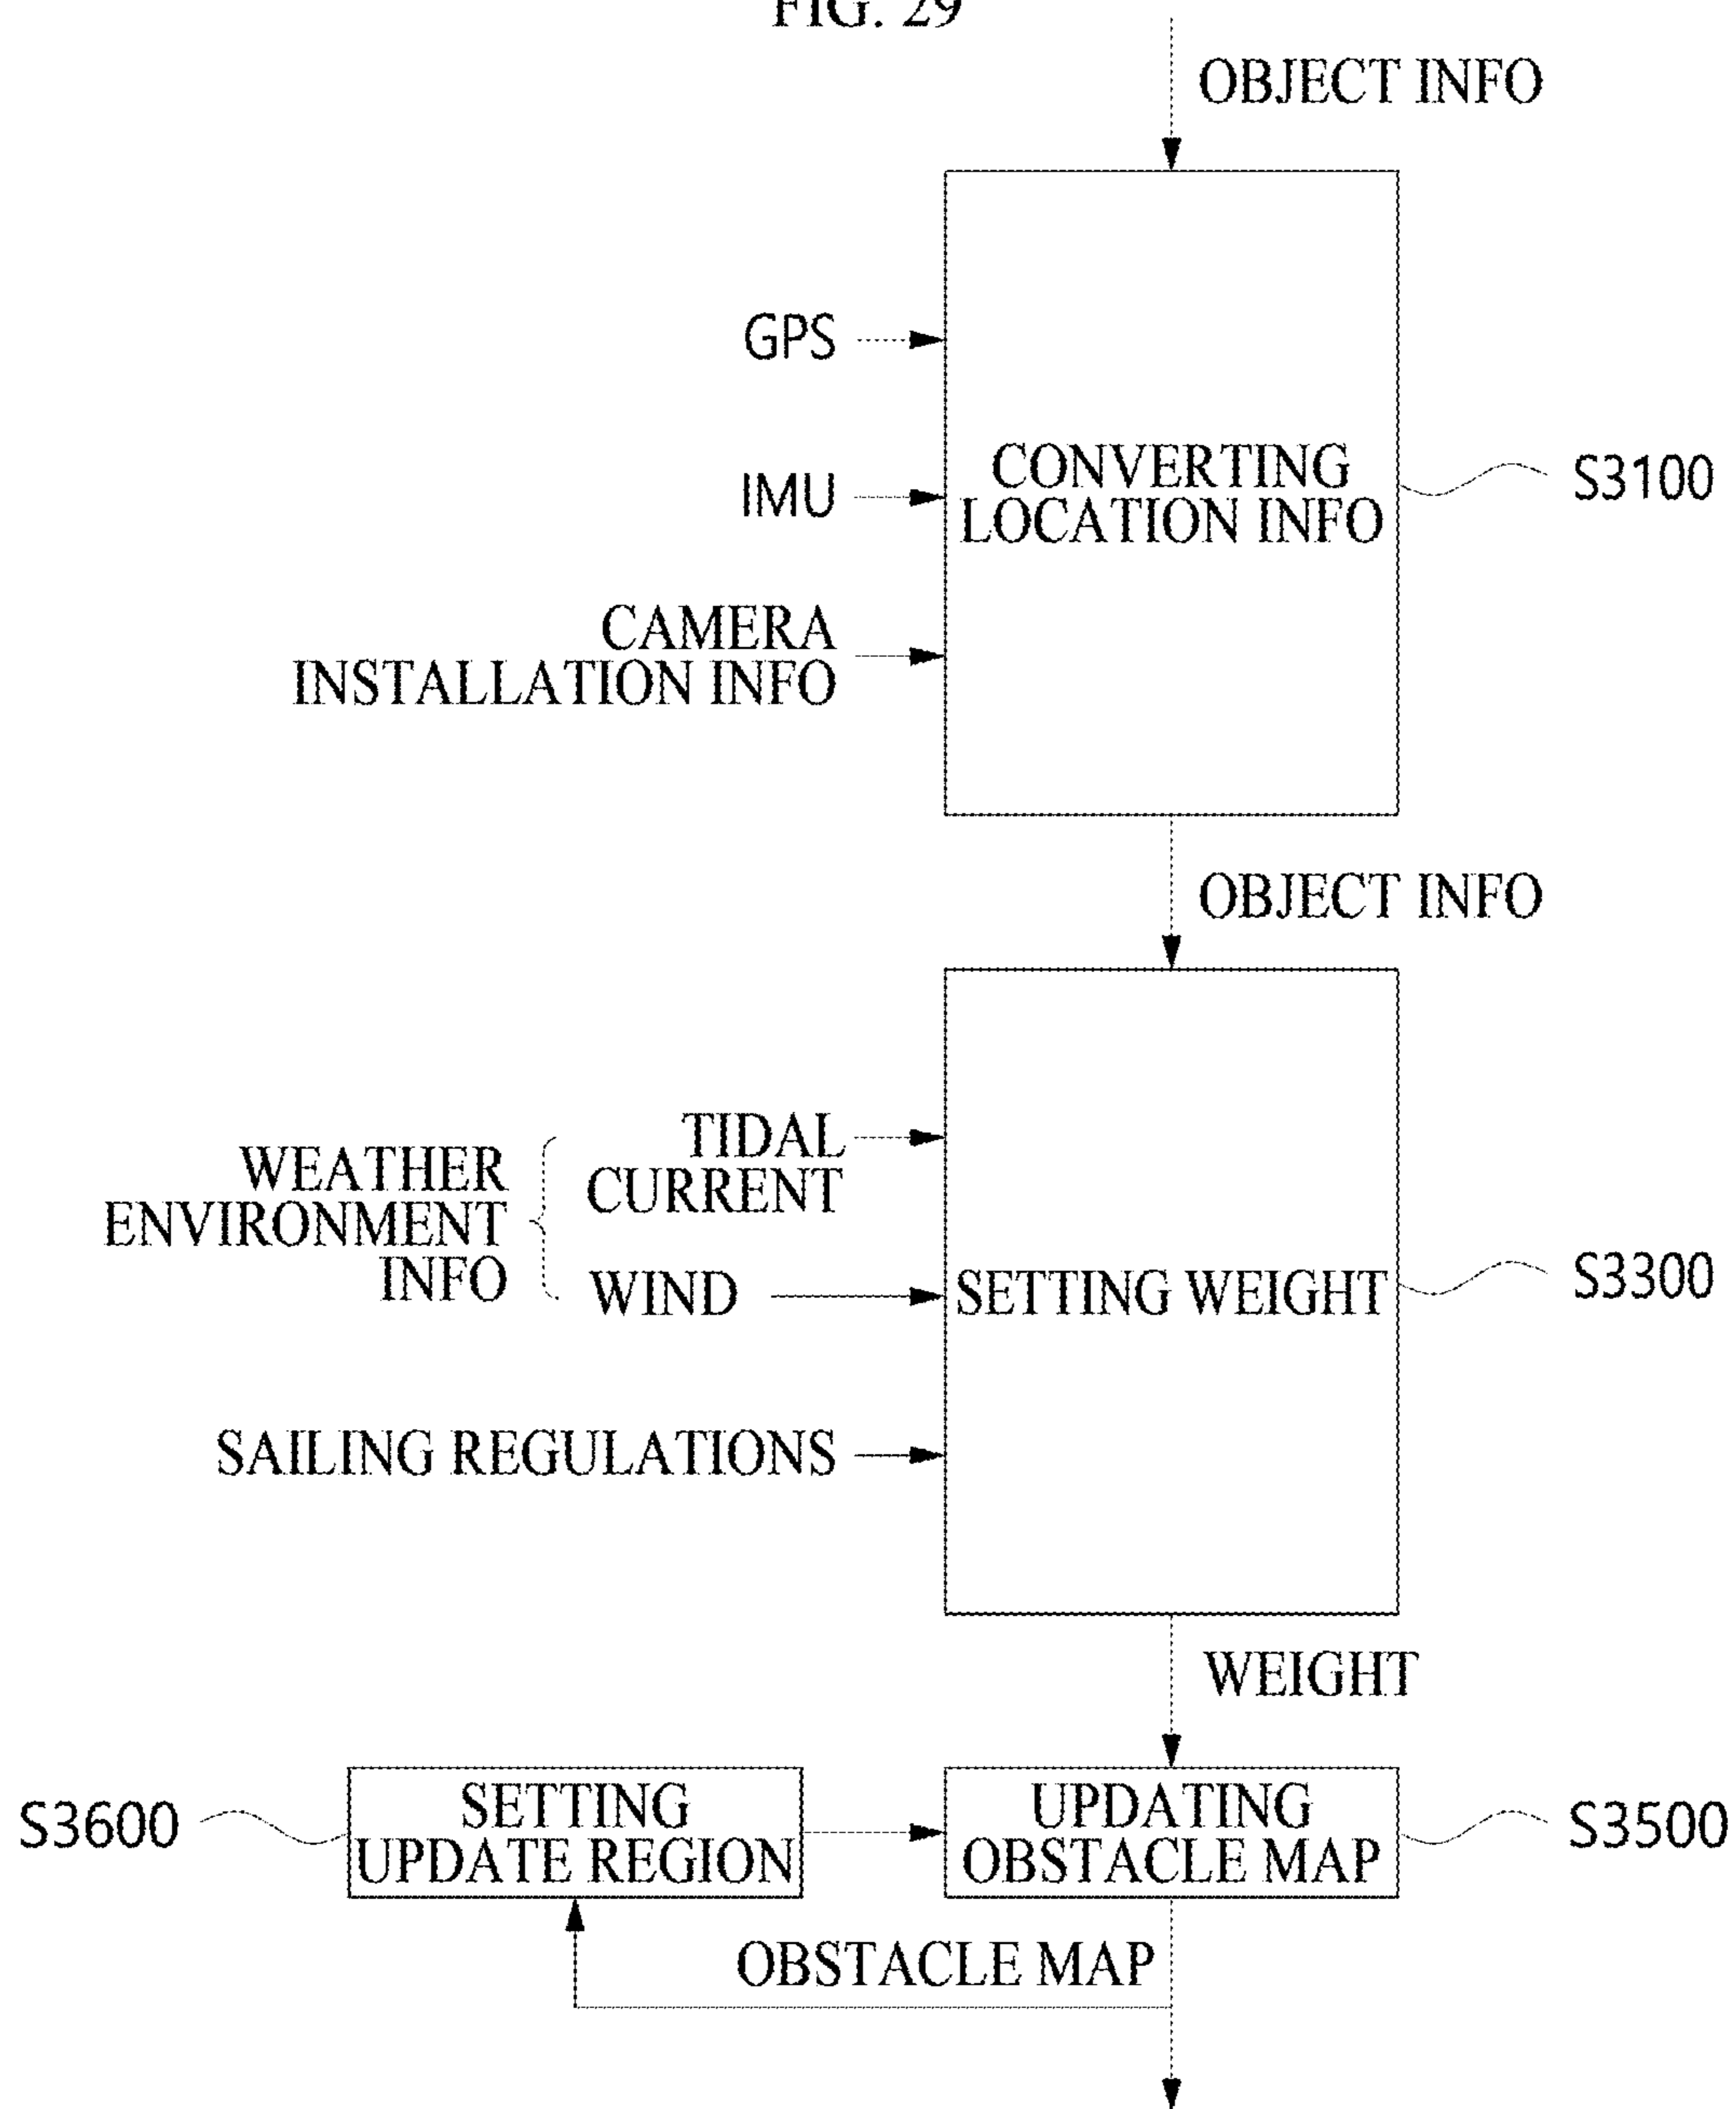 FIG. 29
OBJECT INFO
GPS
IMU
CAMERA
INSTALLATION INFO
CONVERTING
LOCATION INFO
S3100
OBJECT INFO
WEATHER
ENVIRONMENT
INFO
TIDAL
CURRENT
WIND
SAILING REGULATIONS
SETTING WEIGHT
S3300
WEIGHT
S3600
SETTING
UPDATE REGION
UPDATING
OBSTACLE MAP
S3500
OBSTACLE MAP